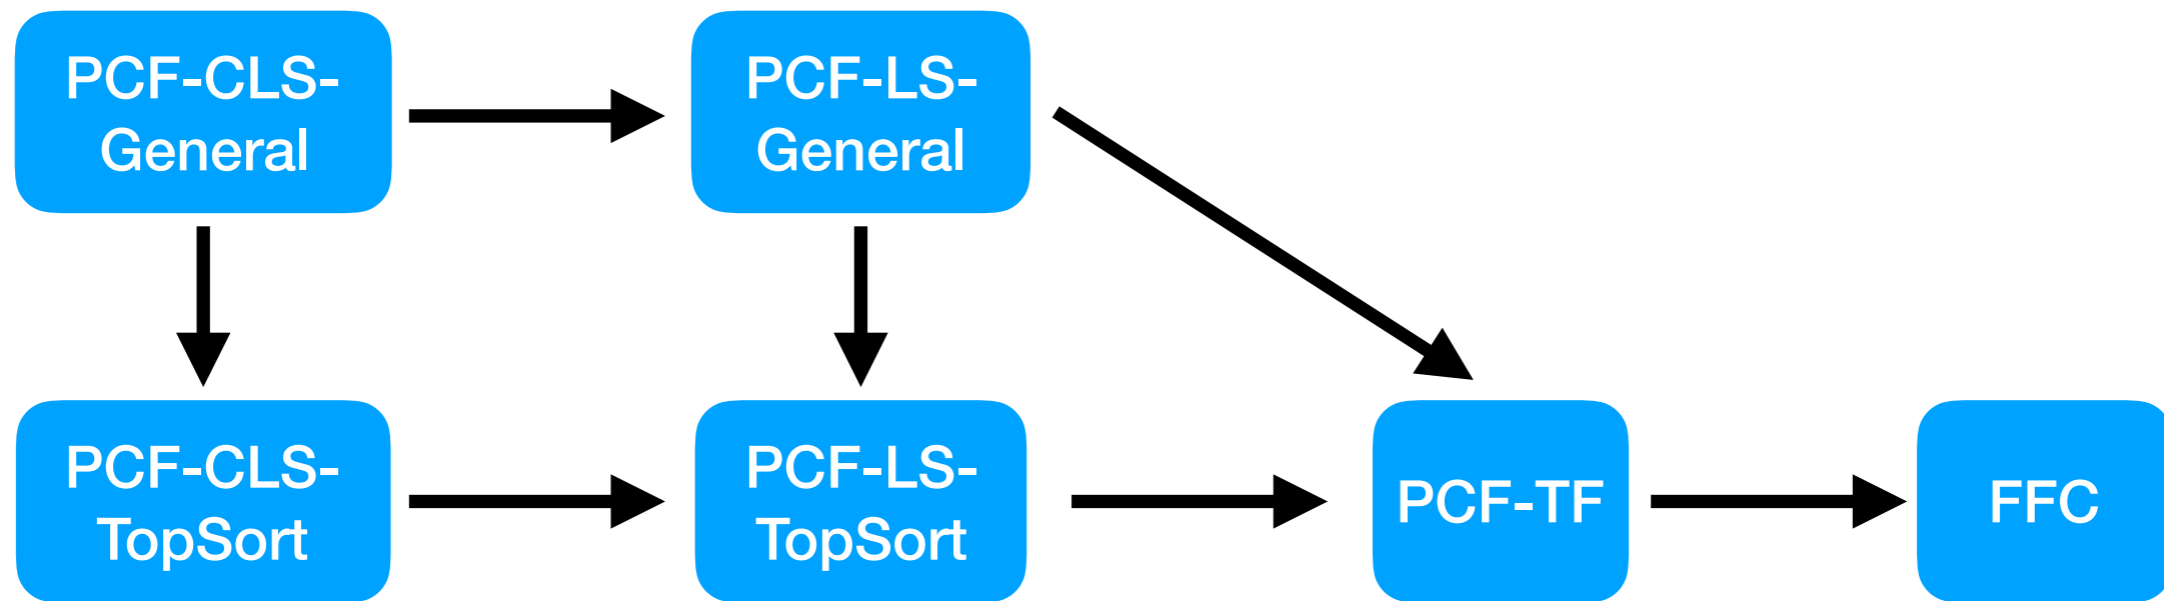 PCF-CLS-
General
PCF-LS-
General
PCF-CLS-
TopSort
PCF-LS-
TopSort
PCF-TF
FFC